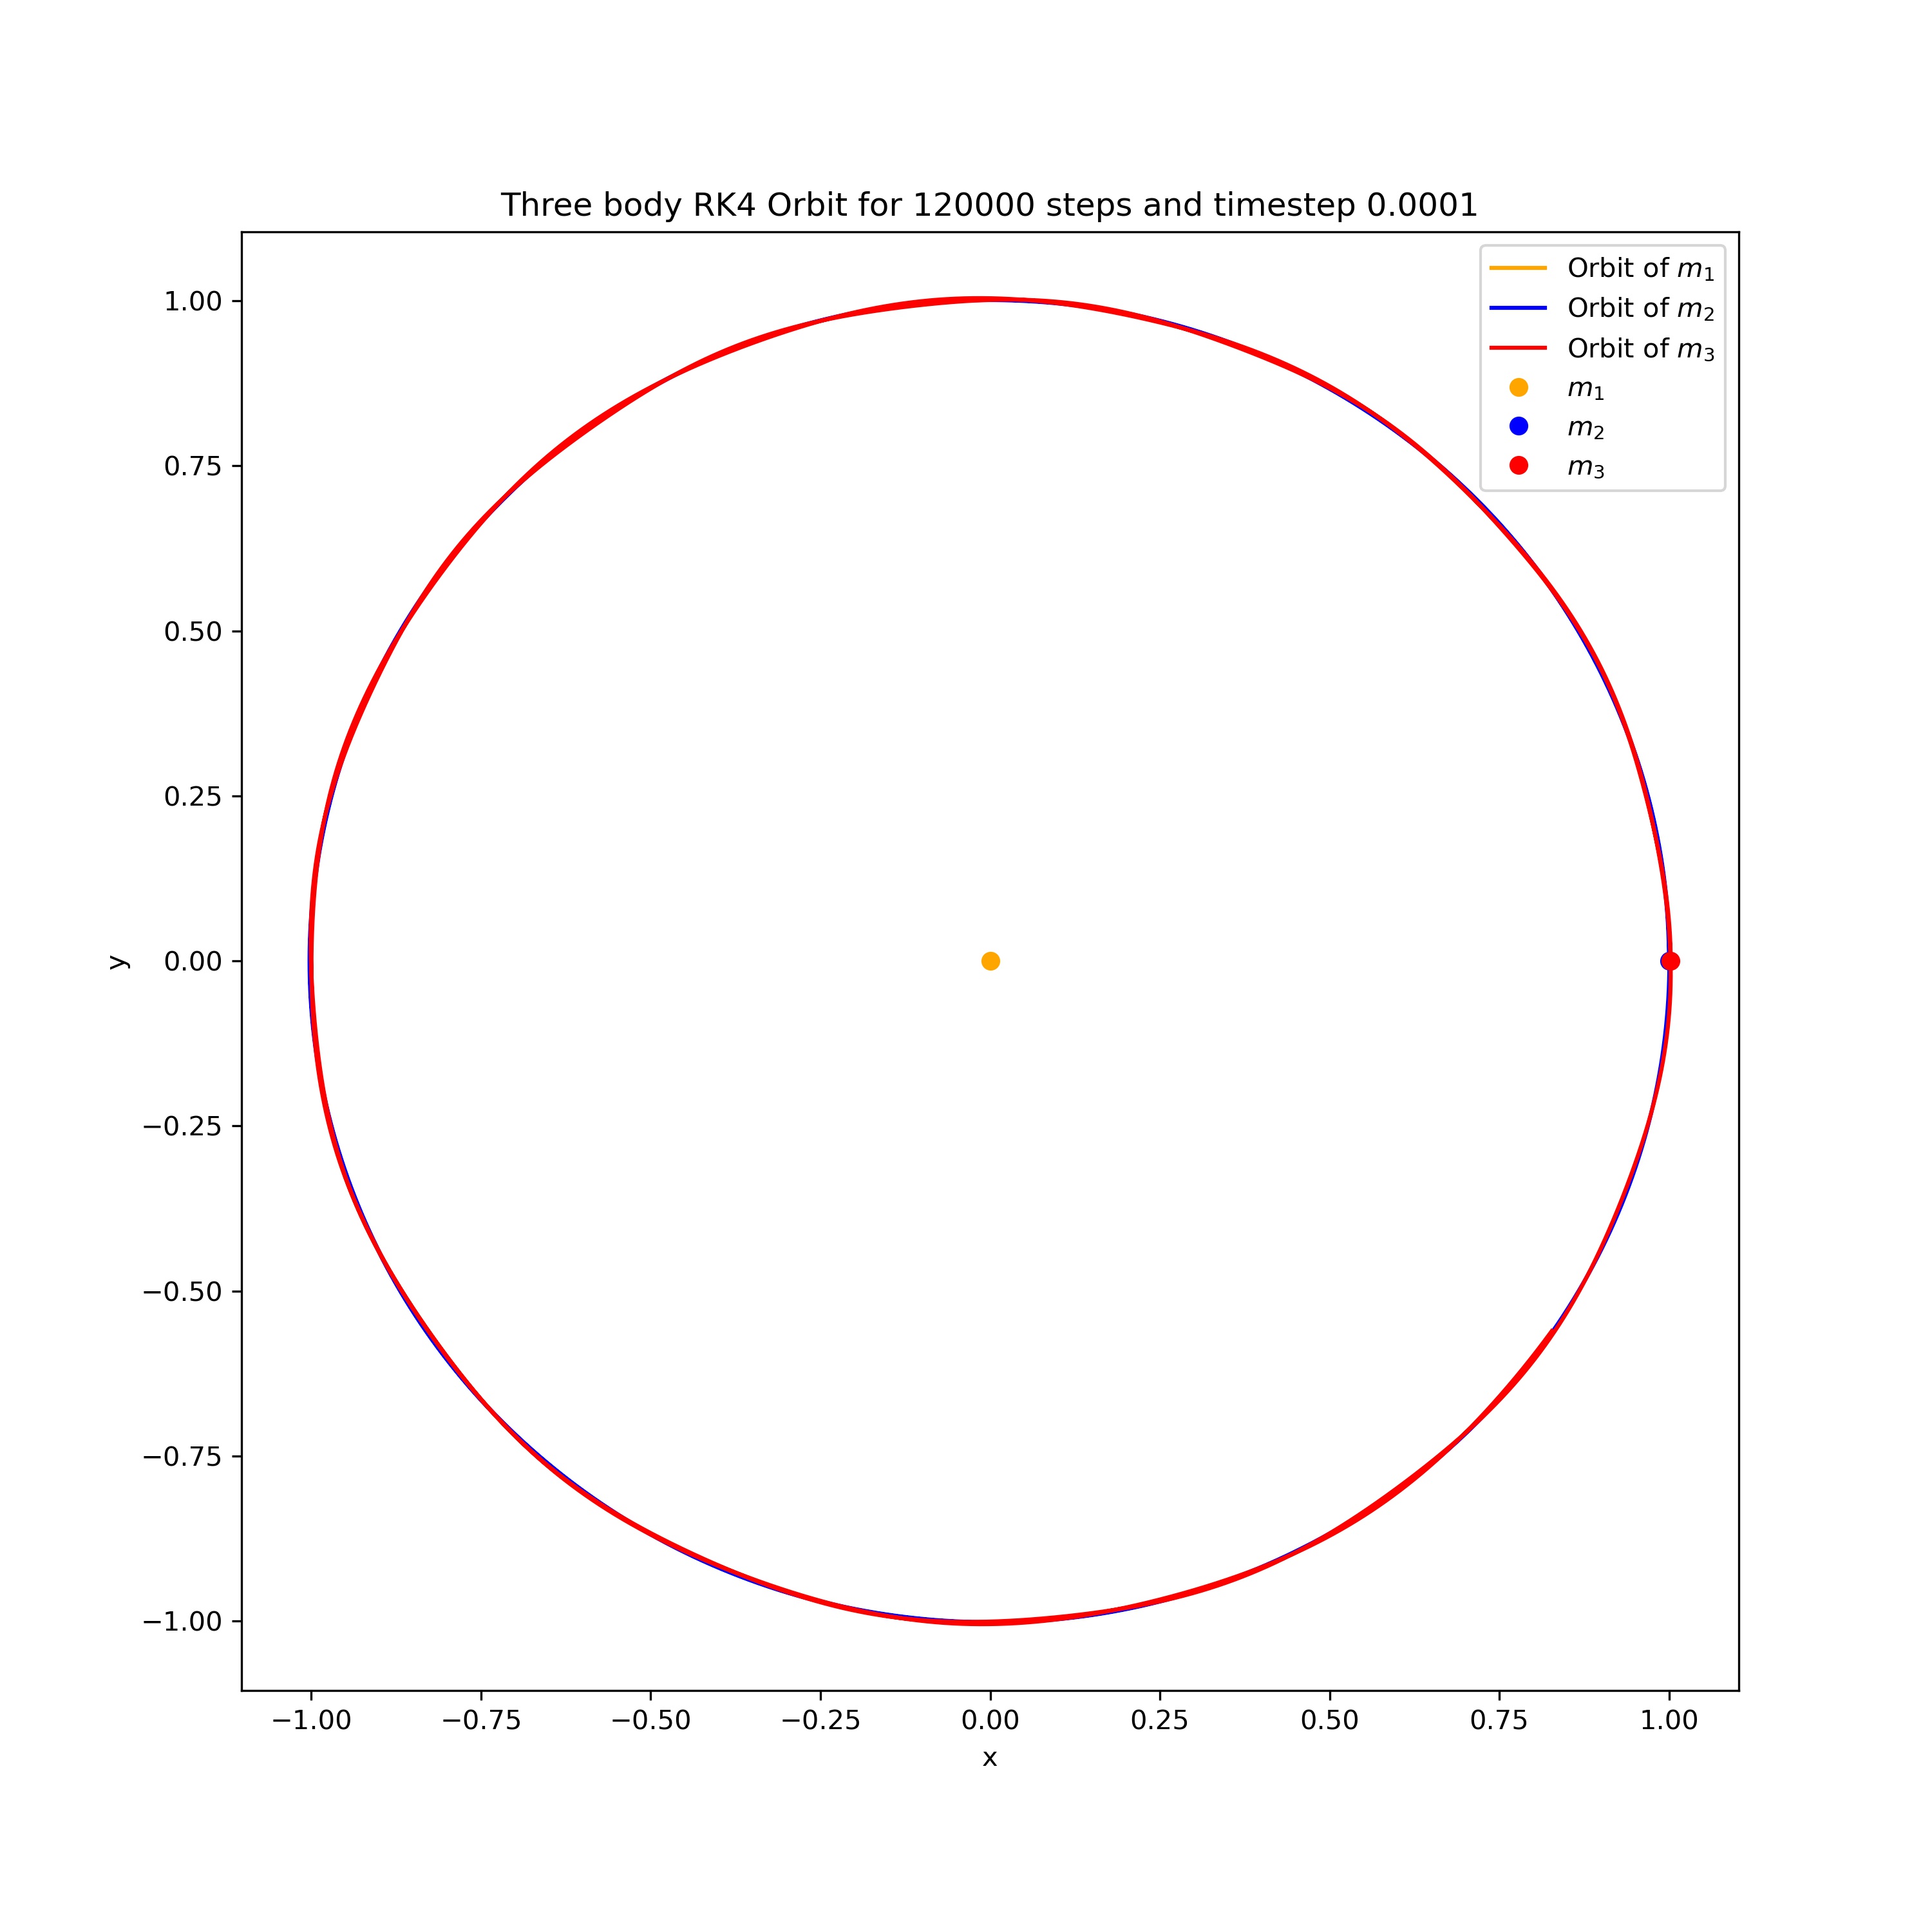 Three body RK4 Orbit for 120000 steps and timestep 0.0001
Orbit of m₁
Orbit of m₂
Orbit of m₃
m₁
m₂
m₃
1.00
0.75
0.50
0.25
0.00
−0.25
−0.50
−0.75
−1.00
y
−1.00 −0.75 −0.50 −0.25 0.00 0.25 0.50 0.75 1.00
x